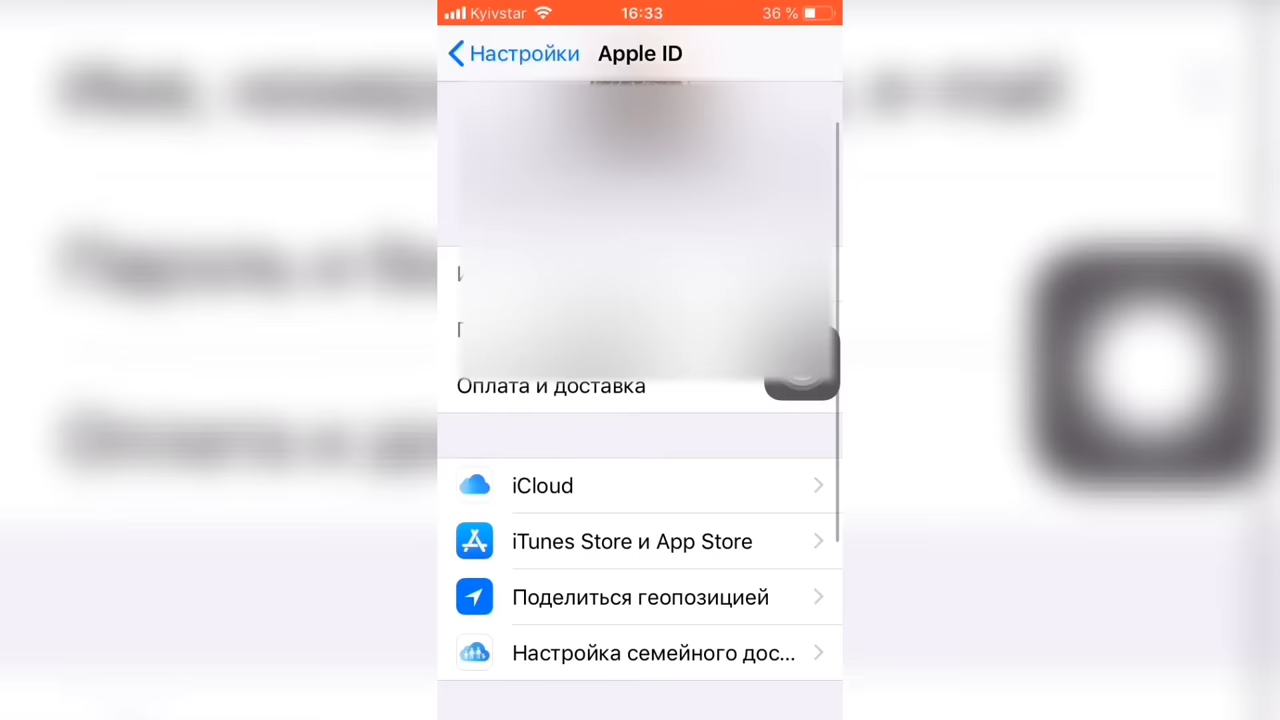 Kyivstar 16:33 36 %
Настройки Apple ID
Оплата и доставка
iCloud
iTunes Store и App Store
Поделиться геопозицией
Настройка семейного дос...